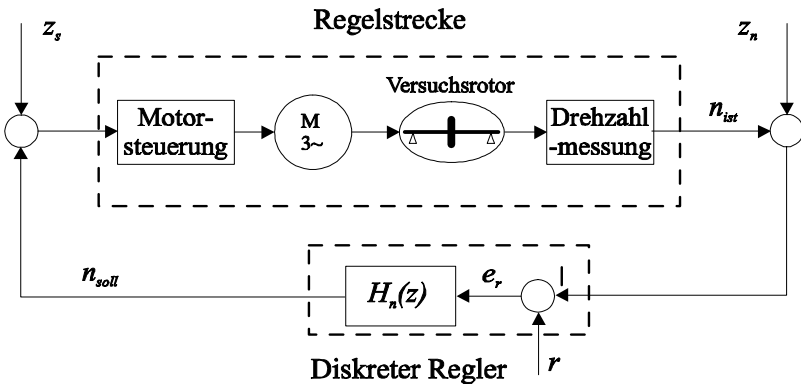 Regelstrecke
z_s
z_n
Versuchsrotor
Motor-
steuerung
M
3~
Drehzahl
-messung
n_ist
n_soll
H_n(z)
e_r
r
Diskreter Regler